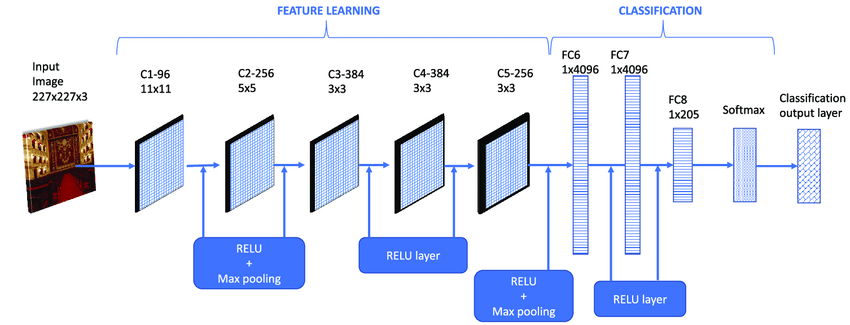 FEATURE LEARNING
CLASSIFICATION
Input
Image
227x227x3
C1-96
11x11
C2-256
5x5
C3-384
3x3
C4-384
3x3
C5-256
3x3
FC6
1x4096
FC7
1x4096
FC8
1x205
Softmax
Classification
output layer
RELU
+
Max pooling
RELU layer
RELU
+
Max pooling
RELU layer